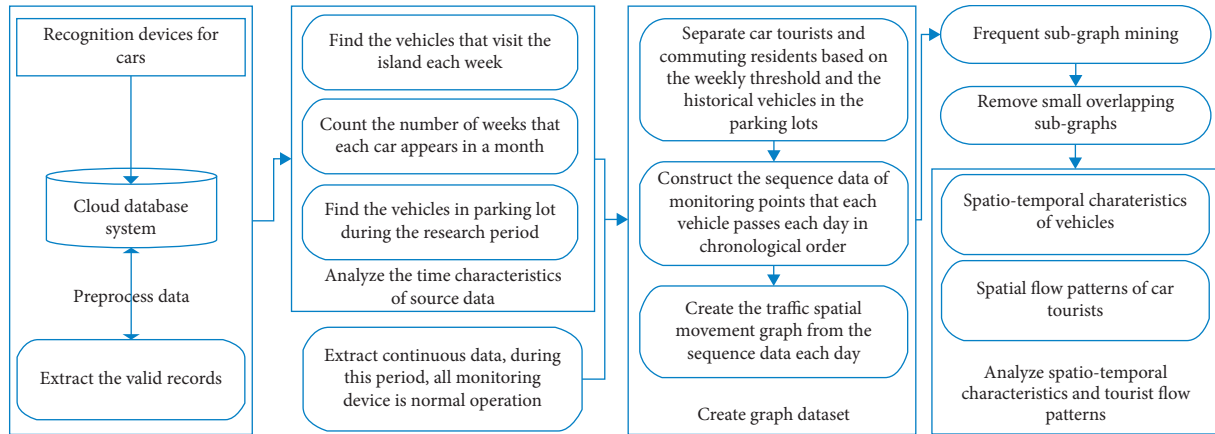 Recognition devices for
cars
Cloud database
system
Preprocess data
Extract the valid records
Find the vehicles that visit the
island each week
Count the number of weeks that
each car appears in a month
Find the vehicles in parking lot
during the research period
Analyze the time characteristics
of source data
Extract continuous data, during
this period, all monitoring
device is normal operation
Separate car tourists and
commuting residents based on
the weekly threshold and the
historical vehicles in the
parking lots
Construct the sequence data of
monitoring points that each
vehicle passes each day in
chronological order
Create the traffic spatial
movement graph from the
sequence data each day
Create graph dataset
Frequent sub-graph mining
Remove small overlapping
sub-graphs
Spatio-temporal charateristics
of vehicles
Spatial flow patterns of car
tourists
Analyze spatio-temporal
characteristics and tourist flow
patterns